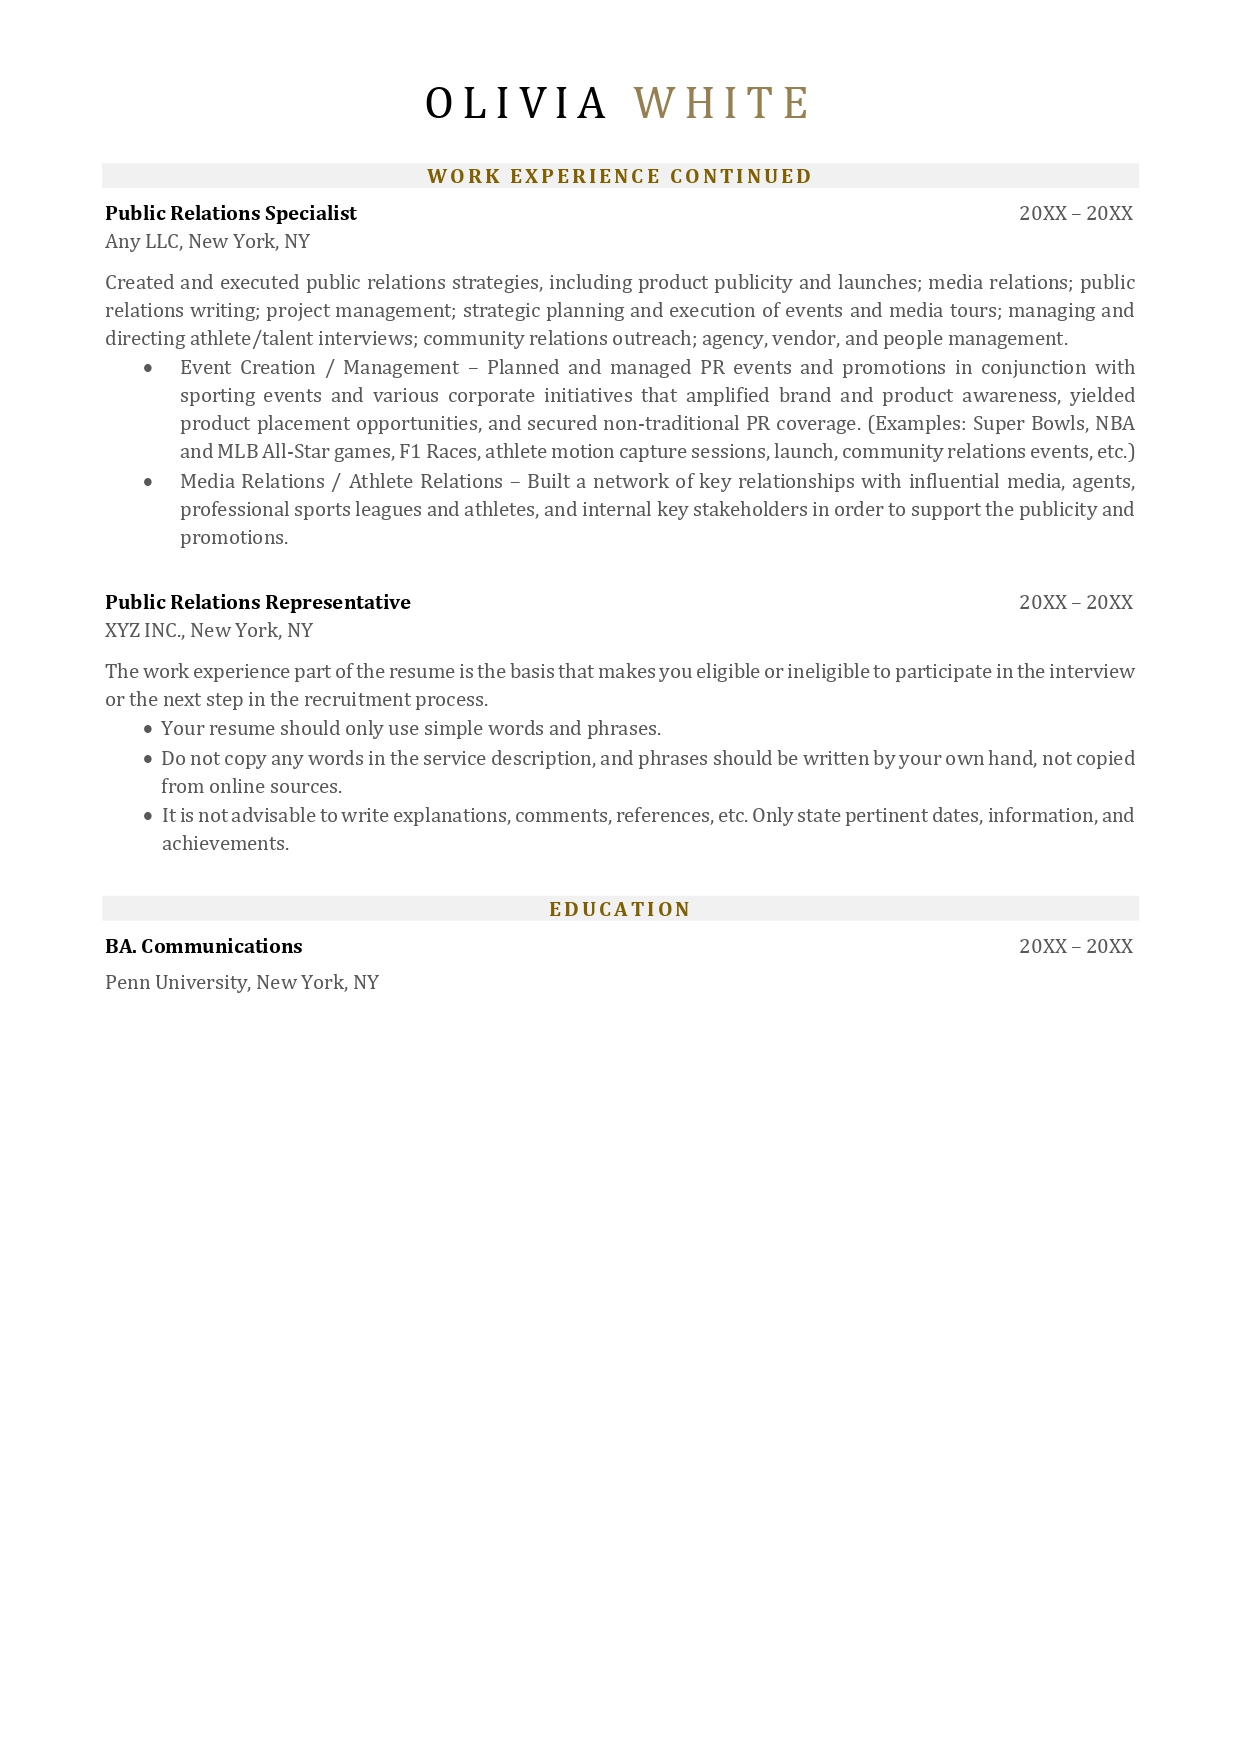 OLIVIA WHITE
WORK EXPERIENCE CONTINUED
Public Relations Specialist 20XX – 20XX
Any LLC, New York, NY
Created and executed public relations strategies, including product publicity and launches; media relations; public
relations writing; project management; strategic planning and execution of events and media tours; managing and
directing athlete/talent interviews; community relations outreach; agency, vendor, and people management.
• Event Creation / Management – Planned and managed PR events and promotions in conjunction with
sporting events and various corporate initiatives that amplified brand and product awareness, yielded
product placement opportunities, and secured non-traditional PR coverage. (Examples: Super Bowls, NBA
and MLB All-Star games, F1 Races, athlete motion capture sessions, launch, community relations events, etc.)
• Media Relations / Athlete Relations – Built a network of key relationships with influential media, agents,
professional sports leagues and athletes, and internal key stakeholders in order to support the publicity and
promotions.
Public Relations Representative 20XX – 20XX
XYZ INC., New York, NY
The work experience part of the resume is the basis that makes you eligible or ineligible to participate in the interview
or the next step in the recruitment process.
• Your resume should only use simple words and phrases.
• Do not copy any words in the service description, and phrases should be written by your own hand, not copied
from online sources.
• It is not advisable to write explanations, comments, references, etc. Only state pertinent dates, information, and
achievements.
EDUCATION
BA. Communications 20XX – 20XX
Penn University, New York, NY